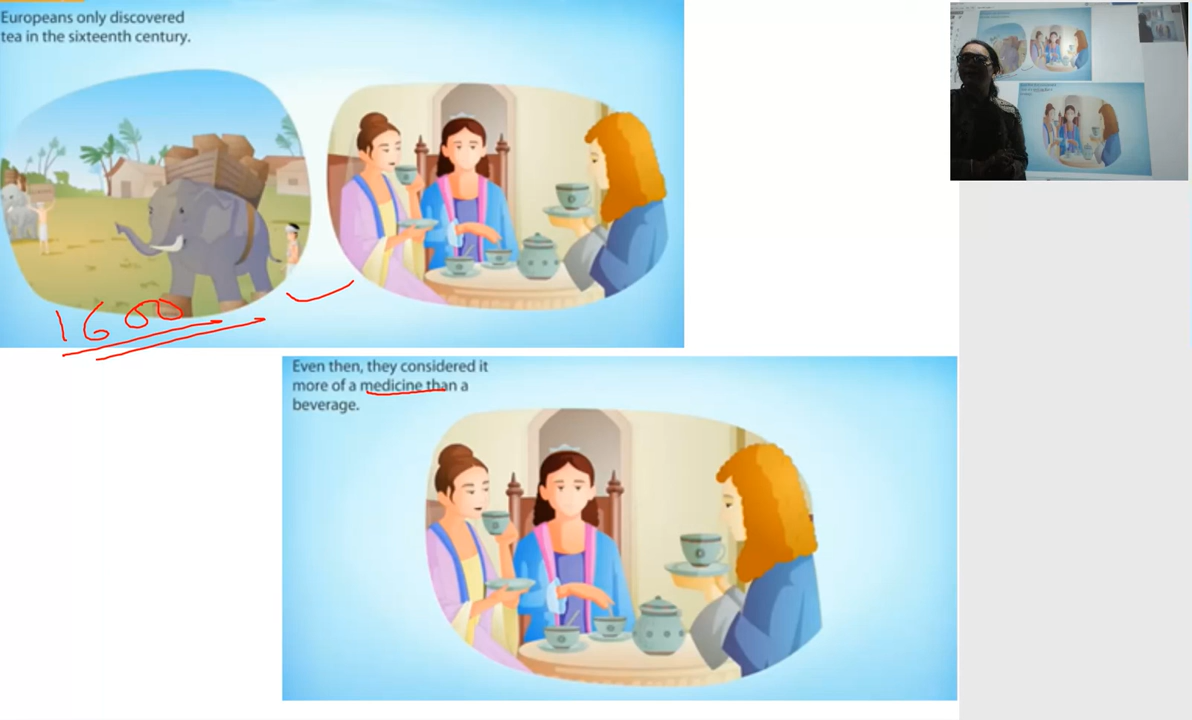 Europeans only discovered
tea in the sixteenth century.
1600
Even then, they considered it
more of a medicine than a
beverage.